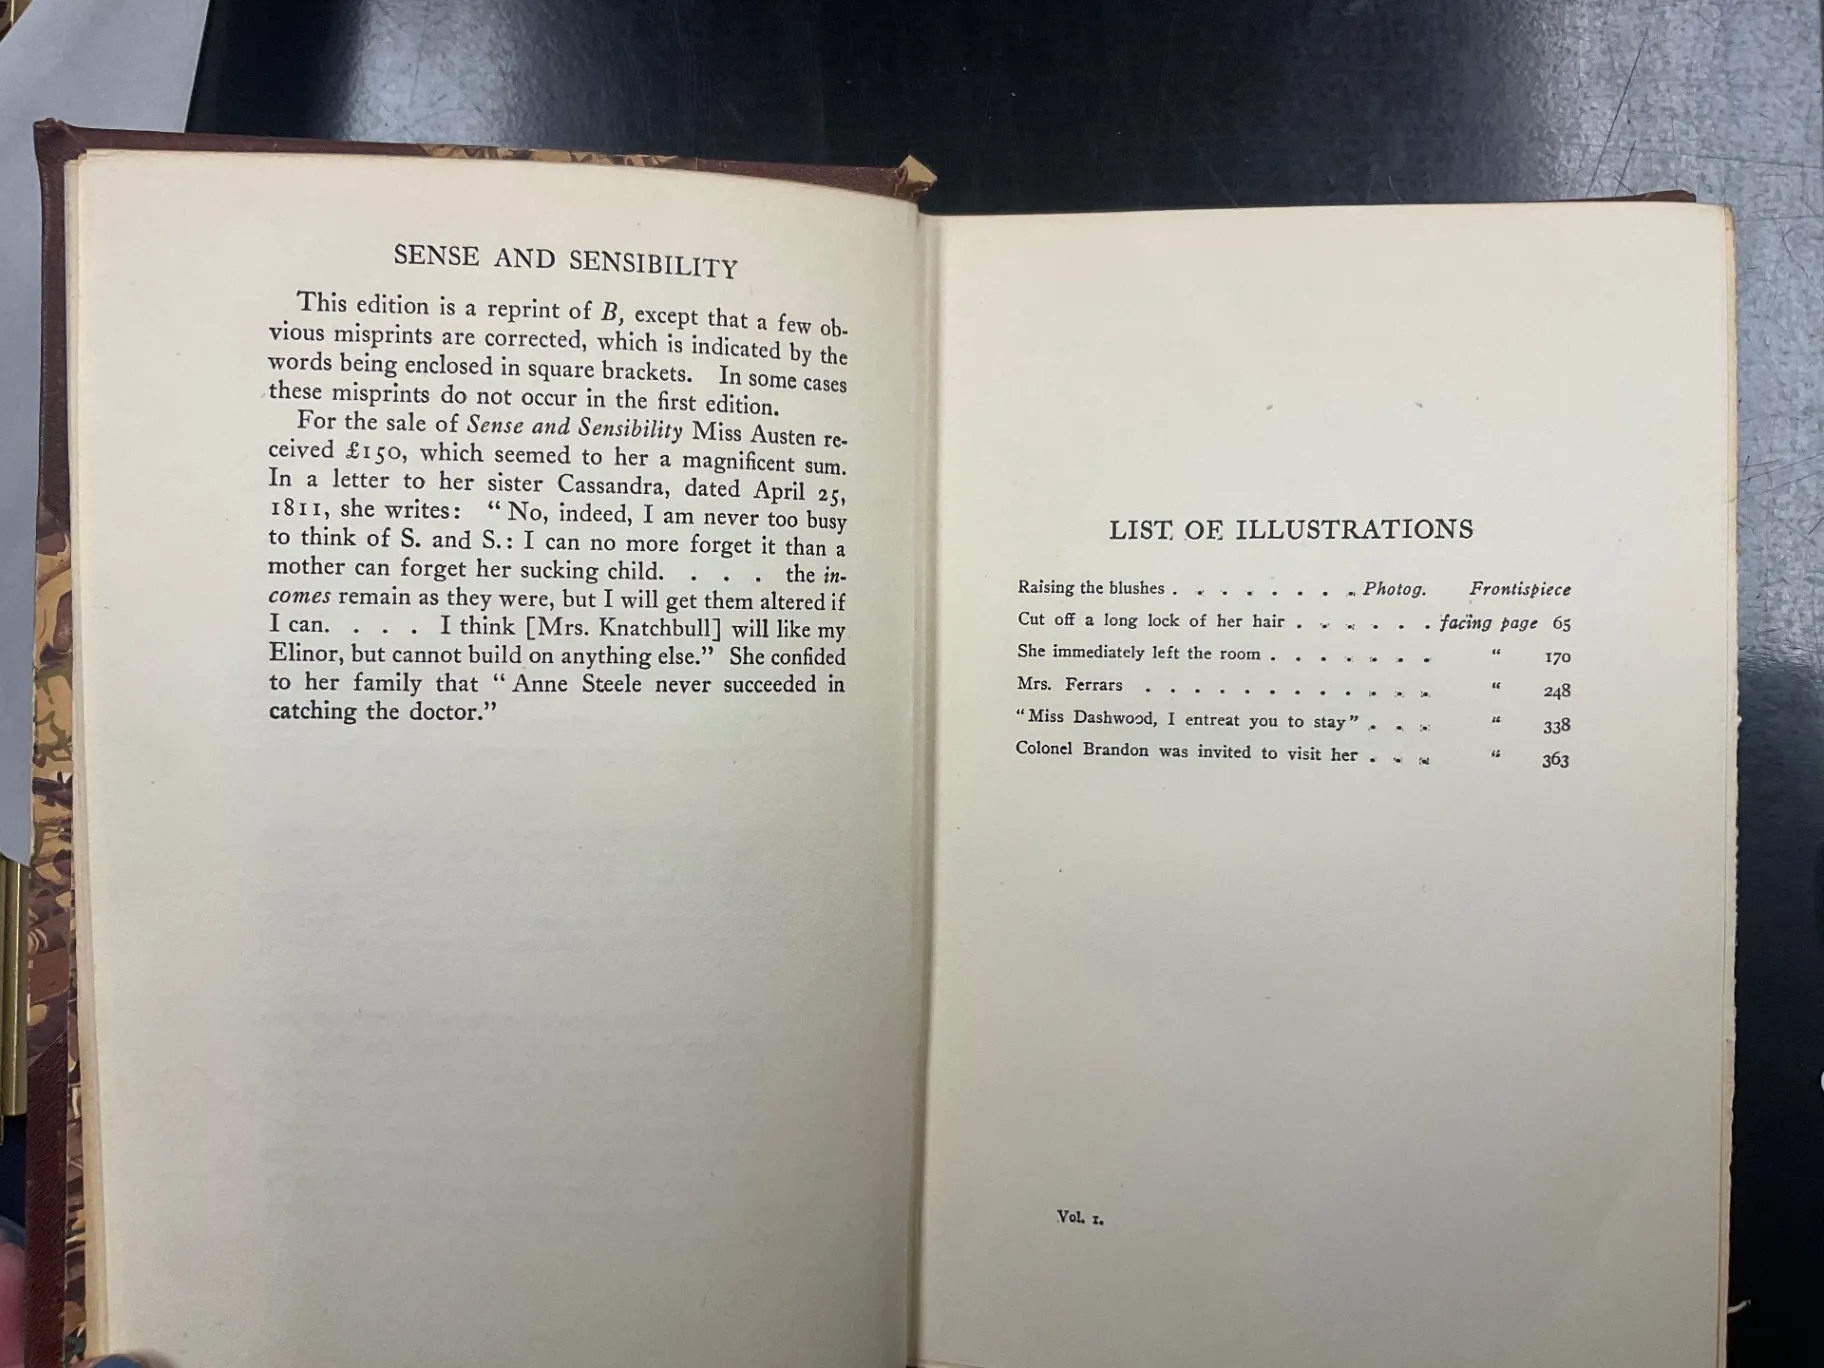 SENSE AND SENSIBILITY
This edition is a reprint of B, except that a few ob-
vious misprints are corrected, which is indicated by the
words being enclosed in square brackets. In some cases
these misprints do not occur in the first edition.
For the sale of Sense and Sensibility Miss Austen re-
ceived £150, which seemed to her a magnificent sum.
In a letter to her sister Cassandra, dated April 25,
1811, she writes: “No, indeed, I am never too busy
to think of S. and S.: I can no more forget it than a
mother can forget her sucking child. . . . the in-
comes remain as they were, but I will get them altered if
I can. . . . I think [Mrs. Knatchbull] will like my
Elinor, but cannot build on anything else.” She confided
to her family that “Anne Steele never succeeded in
catching the doctor.”
LIST OF ILLUSTRATIONS
Raising the blushes . . . . . . . . Photog. Frontispiece
Cut off a long lock of her hair . . . . . . facing page 65
She immediately left the room . . . . . . . “ 170
Mrs. Ferrars . . . . . . . . . . . . “ 248
“Miss Dashwood, I entreat you to stay” . . . “ 338
Colonel Brandon was invited to visit her . . . “ 363
Vol. 1.